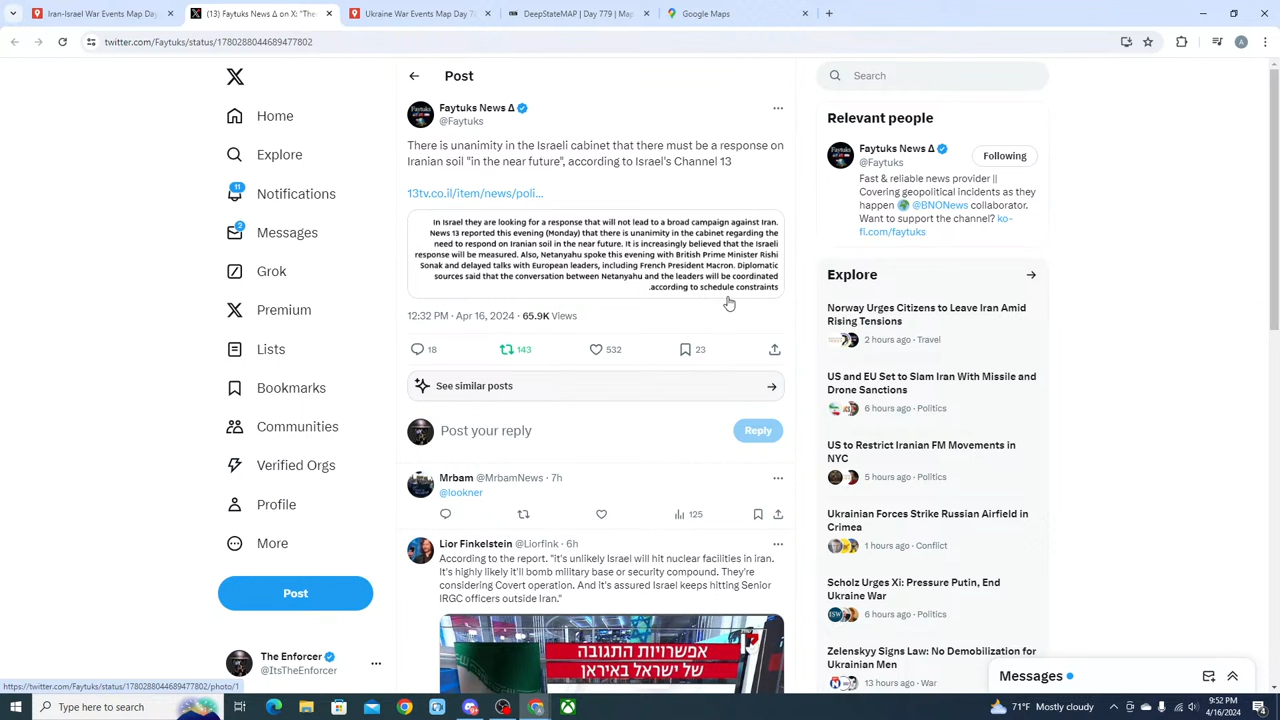 Iran-Israel War Events Map Day
(13) Faytuks News Δ on X: "The
Ukraine War Events Map Day 7
DeepStateMAP | Day 779 | Map
Google Maps
twitter.com/Faytuks/status/1780288044689477802
A
Home
Explore
11
Notifications
2
Messages
Grok
Premium
Lists
Bookmarks
Communities
Verified Orgs
Profile
More
Post
The Enforcer
@ItsTheEnforcer
Post
Faytuks News Δ
@Faytuks
There is unanimity in the Israeli cabinet that there must be a response on
Iranian soil "in the near future", according to Israel's Channel 13
13tv.co.il/item/news/poli...
In Israel they are looking for a response that will not lead to a broad campaign against Iran.
News 13 reported this evening (Monday) that there is unanimity in the cabinet regarding the
need to respond on Iranian soil in the near future. It is increasingly believed that the Israeli
response will be measured. Also, Netanyahu spoke this evening with British Prime Minister Rishi
Sonak and delayed talks with European leaders, including French President Macron. Diplomatic
sources said that the conversation between Netanyahu and the leaders will be coordinated
.according to schedule constraints
12:32 PM · Apr 16, 2024 · 65.9K Views
18 143 532 23
See similar posts
Post your reply
Reply
Mrbam @MrbamNews · 7h
@lookner
125
Lior Finkelstein @Liorfink · 6h
According to the report. "it's unlikely Israel will hit nuclear facilities in iran.
It's highly likely it'll bomb military base or security compound. They're
considering Covert operation. And it's assured Israel keeps hitting Senior
IRGC officers outside Iran."
אפשרויות התגובה
של ישראל באיראן
Search
Relevant people
Faytuks News Δ
@Faytuks
Following
Fast & reliable news provider ||
Covering geopolitical incidents as they
happen 🌍 @BNONews collaborator.
Want to support the channel? ko-
fi.com/faytuks
Explore
Norway Urges Citizens to Leave Iran Amid
Rising Tensions
2 hours ago · Travel
US and EU Set to Slam Iran With Missile and
Drone Sanctions
6 hours ago · Politics
US to Restrict Iranian FM Movements in
NYC
5 hours ago · Politics
Ukrainian Forces Strike Russian Airfield in
Crimea
1 hours ago · Conflict
Scholz Urges Xi: Pressure Putin, End
Ukraine War
ISW
6 hours ago · Politics
Zelenskyy Signs Law: No Demobilization for
Ukrainian Men
13 hours ago · War
Messages
https://twitter.com/Faytuks/status/1780288044689477802/photo/1
Type here to search
71°F Mostly cloudy
9:52 PM
4/16/2024